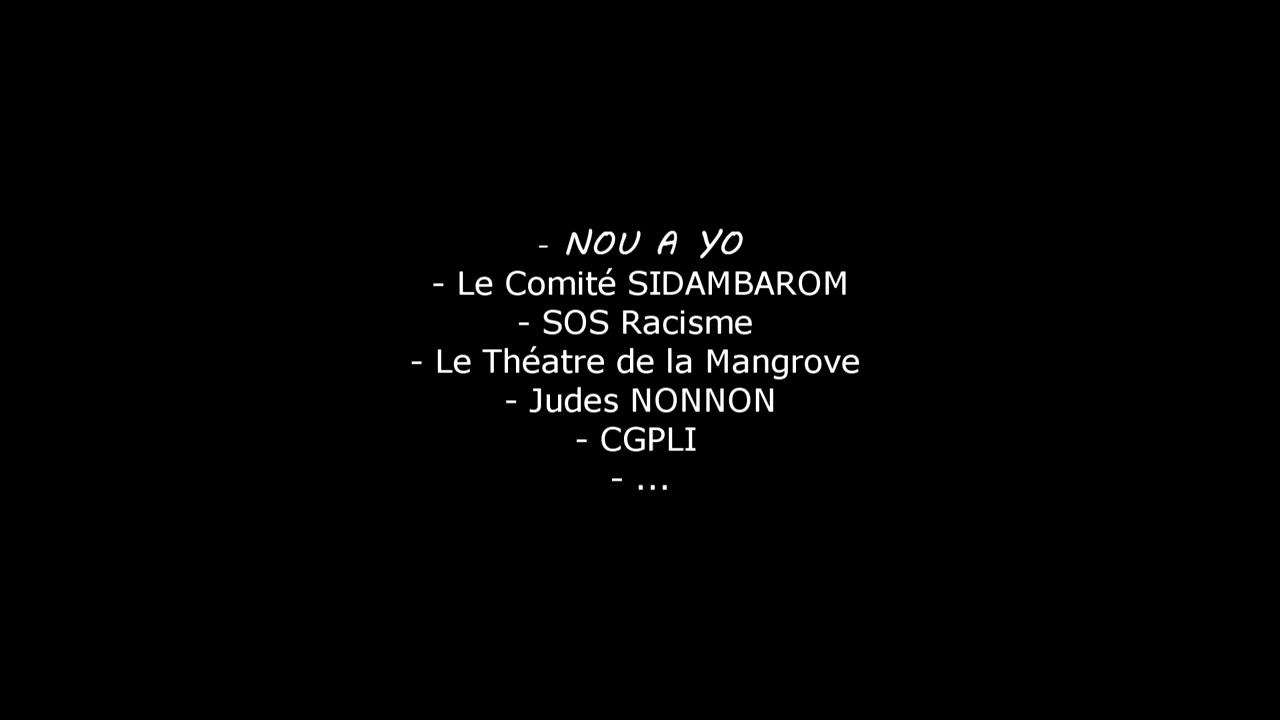 - NOU A YO
- Le Comité SIDAMBAROM
- SOS Racisme
- Le Théatre de la Mangrove
- Judes NONNON
- CGPLI
- ...